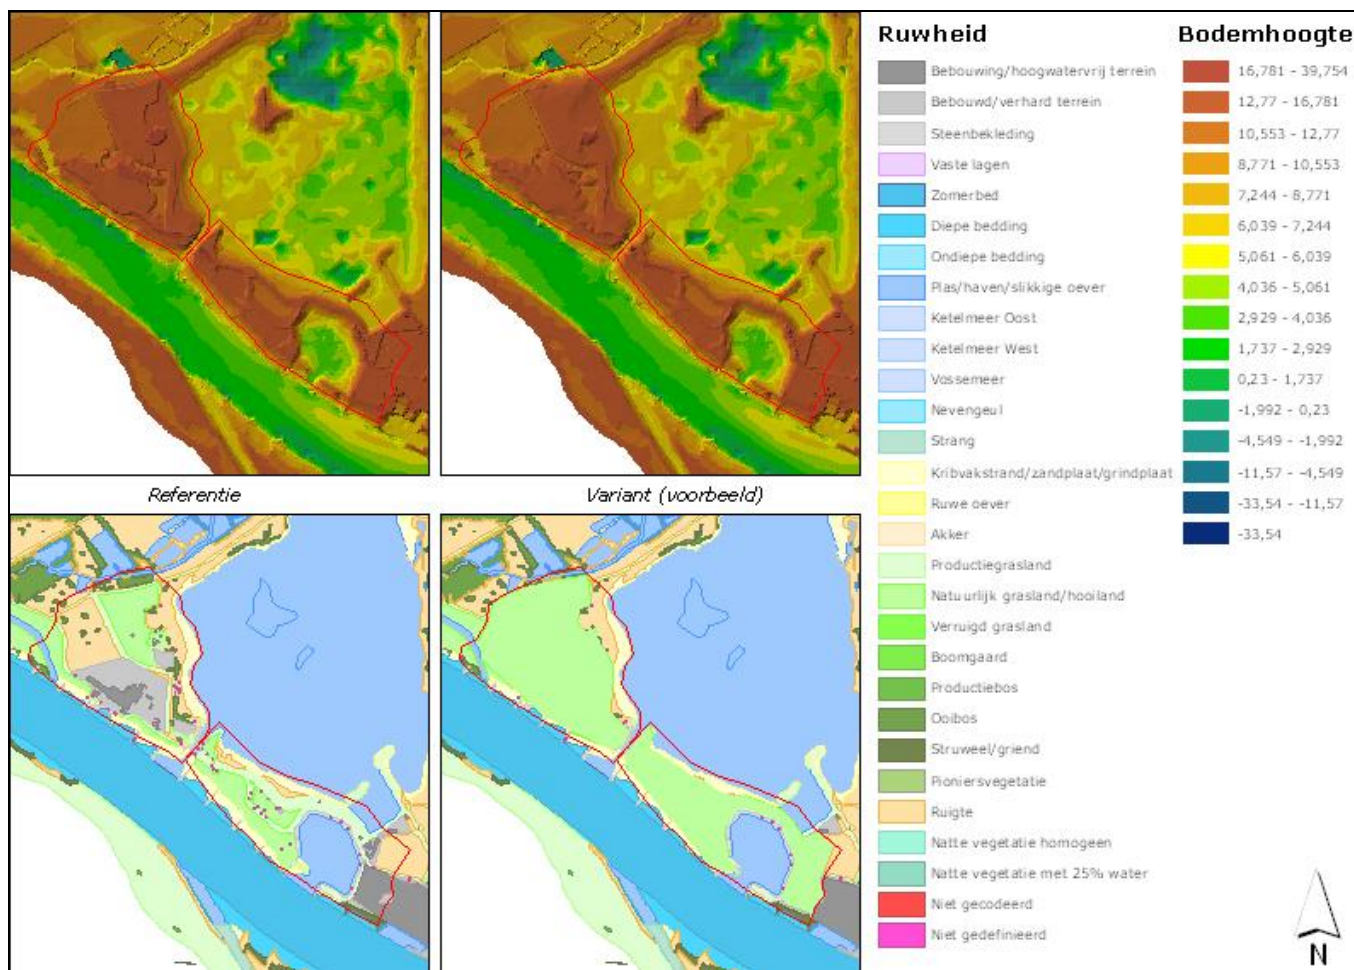 Ruwheid
Bebouwing/hoogwatervrij terrein
Bebouwd/verhard terrein
Steenbekleding
Vaste lagen
Zomerbed
Diepe bedding
Ondiepe bedding
Plas/haven/slikkige oever
Ketelmeer Oost
Ketelmeer West
Vossemeer
Nevengeul
Strang
Kribvakstrand/zandplaat/grindplaat
Ruwe oever
Akker
Productiegrasland
Natuurlijk grasland/hooiland
Verruigd grasland
Boomgaard
Productiebos
Ooibos
Struweel/griend
Pioniersvegetatie
Ruigte
Natte vegetatie homogeen
Natte vegetatie met 25% water
Niet gecodeerd
Niet gedefinieerd
Bodemhoogte
16,781 - 39,754
12,77 - 16,781
10,553 - 12,77
8,771 - 10,553
7,244 - 8,771
6,039 - 7,244
5,061 - 6,039
4,036 - 5,061
2,929 - 4,036
1,737 - 2,929
0,23 - 1,737
-1,992 - 0,23
-4,549 - -1,992
-11,57 - -4,549
-33,54 - -11,57
-33,54
Referentie
Variant (voorbeeld)
N